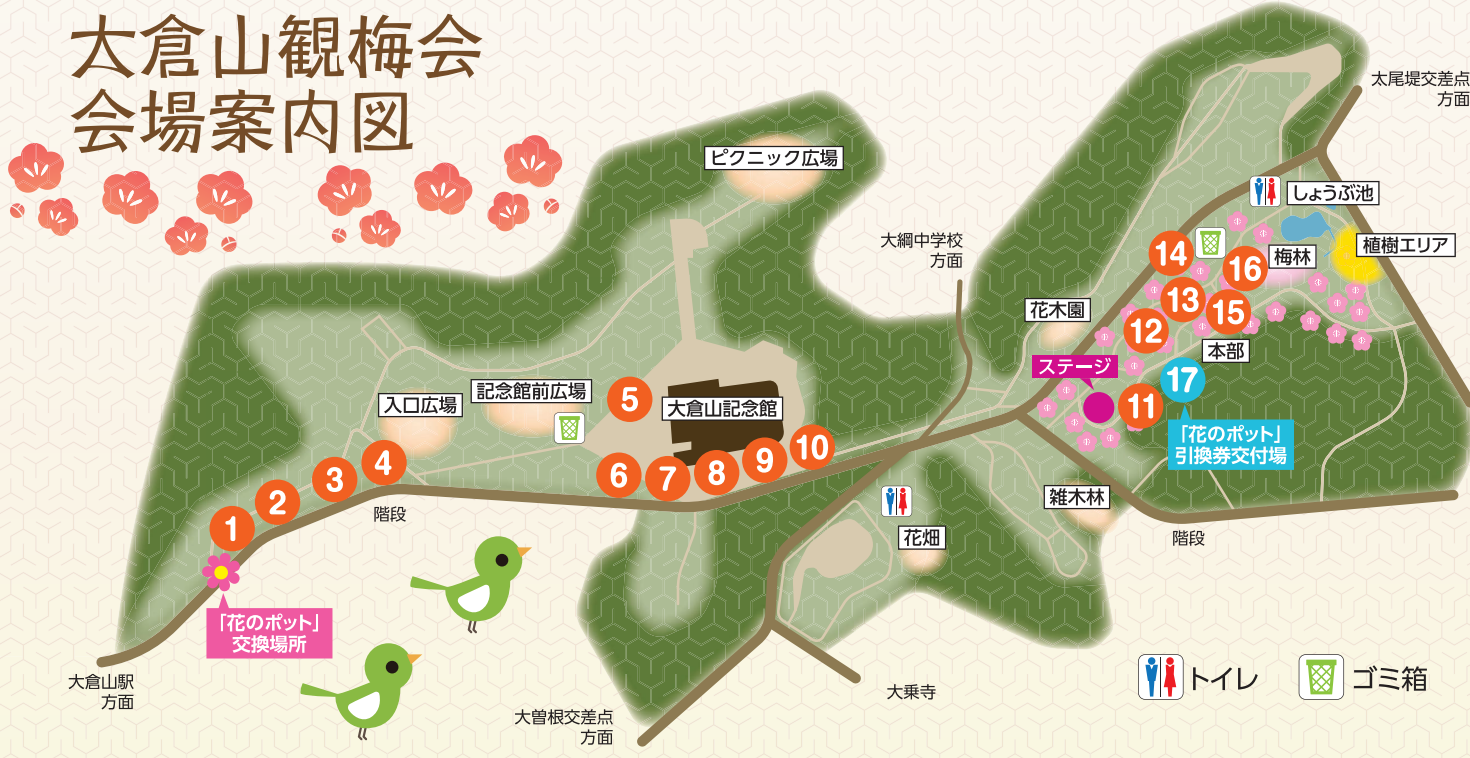 大倉山観梅会
会場案内図
ピクニック広場
太尾堤交差点
方面
しょうぶ池
植樹エリア
大綱中学校
方面
梅林
14
16
13
15
12
花木園
本部
ステージ
17
11
「花のポット」
引換券交付場
記念館前広場
入口広場
5
大倉山記念館
10
9
8
7
6
4
3
2
1
階段
雑木林
花畑
階段
「花のポット」
交換場所
大倉山駅
方面
大乗寺
大曽根交差点
方面
トイレ
ゴミ箱